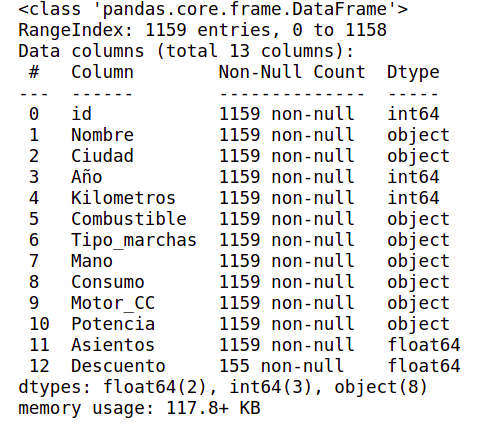 <class 'pandas.core.frame.DataFrame'>
RangeIndex: 1159 entries, 0 to 1158
Data columns (total 13 columns):
 #   Column        Non-Null Count  Dtype
---  ------        --------------  -----
 0   id            1159 non-null   int64
 1   Nombre        1159 non-null   object
 2   Ciudad        1159 non-null   object
 3   Año           1159 non-null   int64
 4   Kilometros    1159 non-null   int64
 5   Combustible   1159 non-null   object
 6   Tipo_marchas  1159 non-null   object
 7   Mano          1159 non-null   object
 8   Consumo       1159 non-null   object
 9   Motor_CC      1159 non-null   object
 10  Potencia      1159 non-null   object
 11  Asientos      1159 non-null   float64
 12  Descuento     155 non-null    float64
dtypes: float64(2), int64(3), object(8)
memory usage: 117.8+ KB